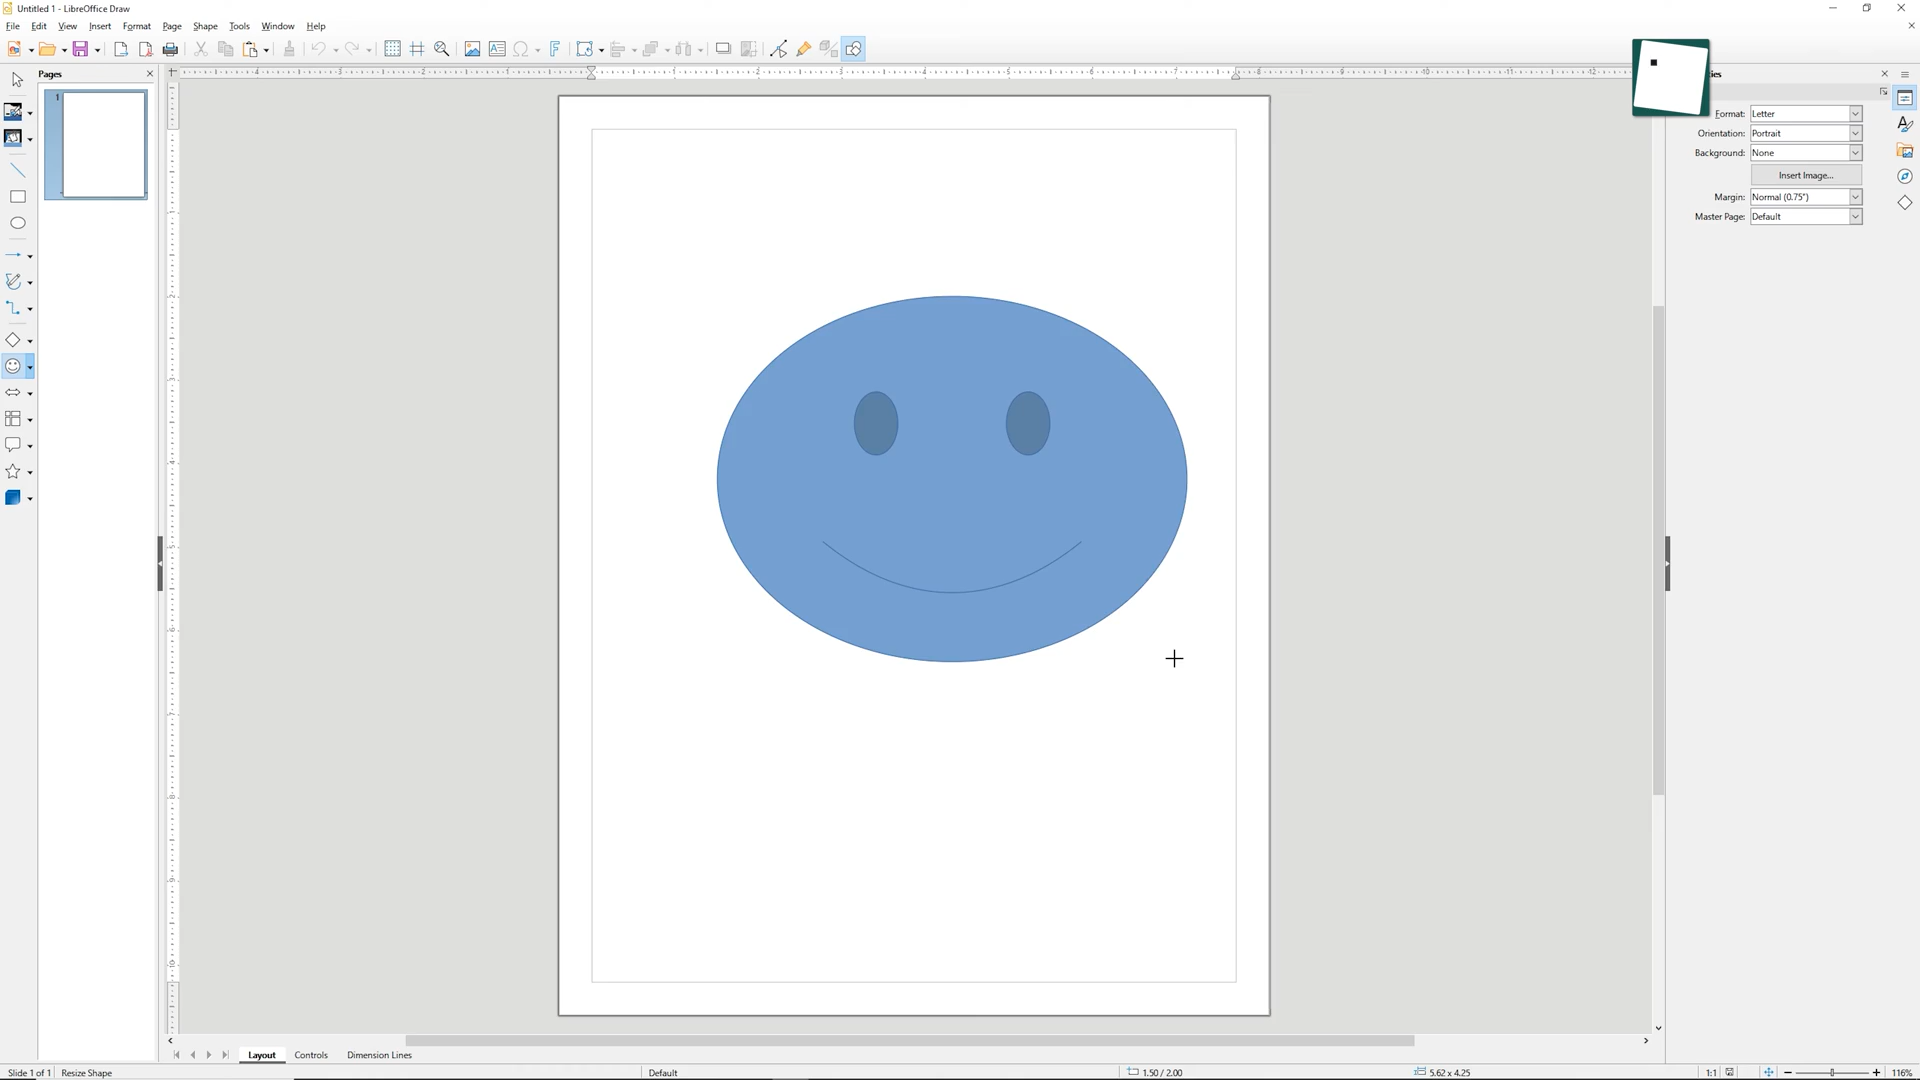 Untitled 1 - LibreOffice Draw
File Edit View Insert Format Page Shape Tools Window Help
Pages
1
ties
Format: Letter
Orientation: Portrait
Background: None
Insert Image...
Margin: Normal (0.75")
Master Page: Default
Layout Controls Dimension Lines
Slide 1 of 1 Resize Shape Default 1.50 / 2.00 5.62 x 4.25 1:1 116%